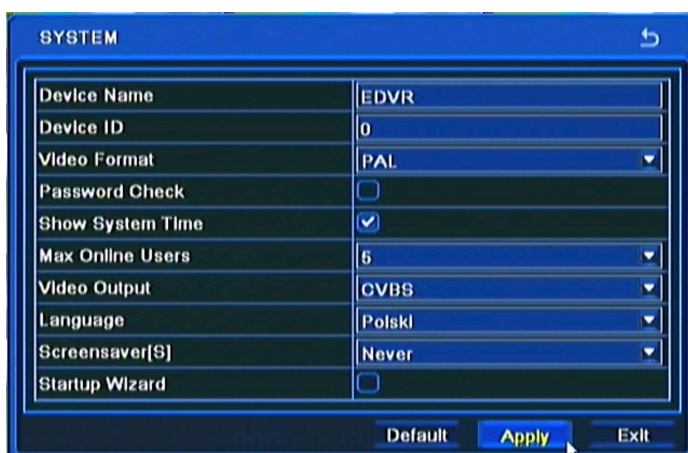 SYSTEM
Device Name EDVR
Device ID 0
Video Format PAL
Password Check
Show System Time
Max Online Users 5
Video Output CVBS
Language Polski
Screensaver[S] Never
Startup Wizard
Default Apply Exit